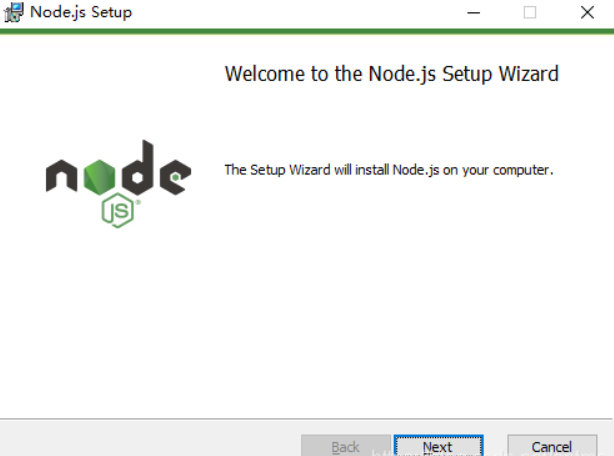 Node.js Setup
Welcome to the Node.js Setup Wizard
node
JS
The Setup Wizard will install Node.js on your computer.
Back
Next
Cancel